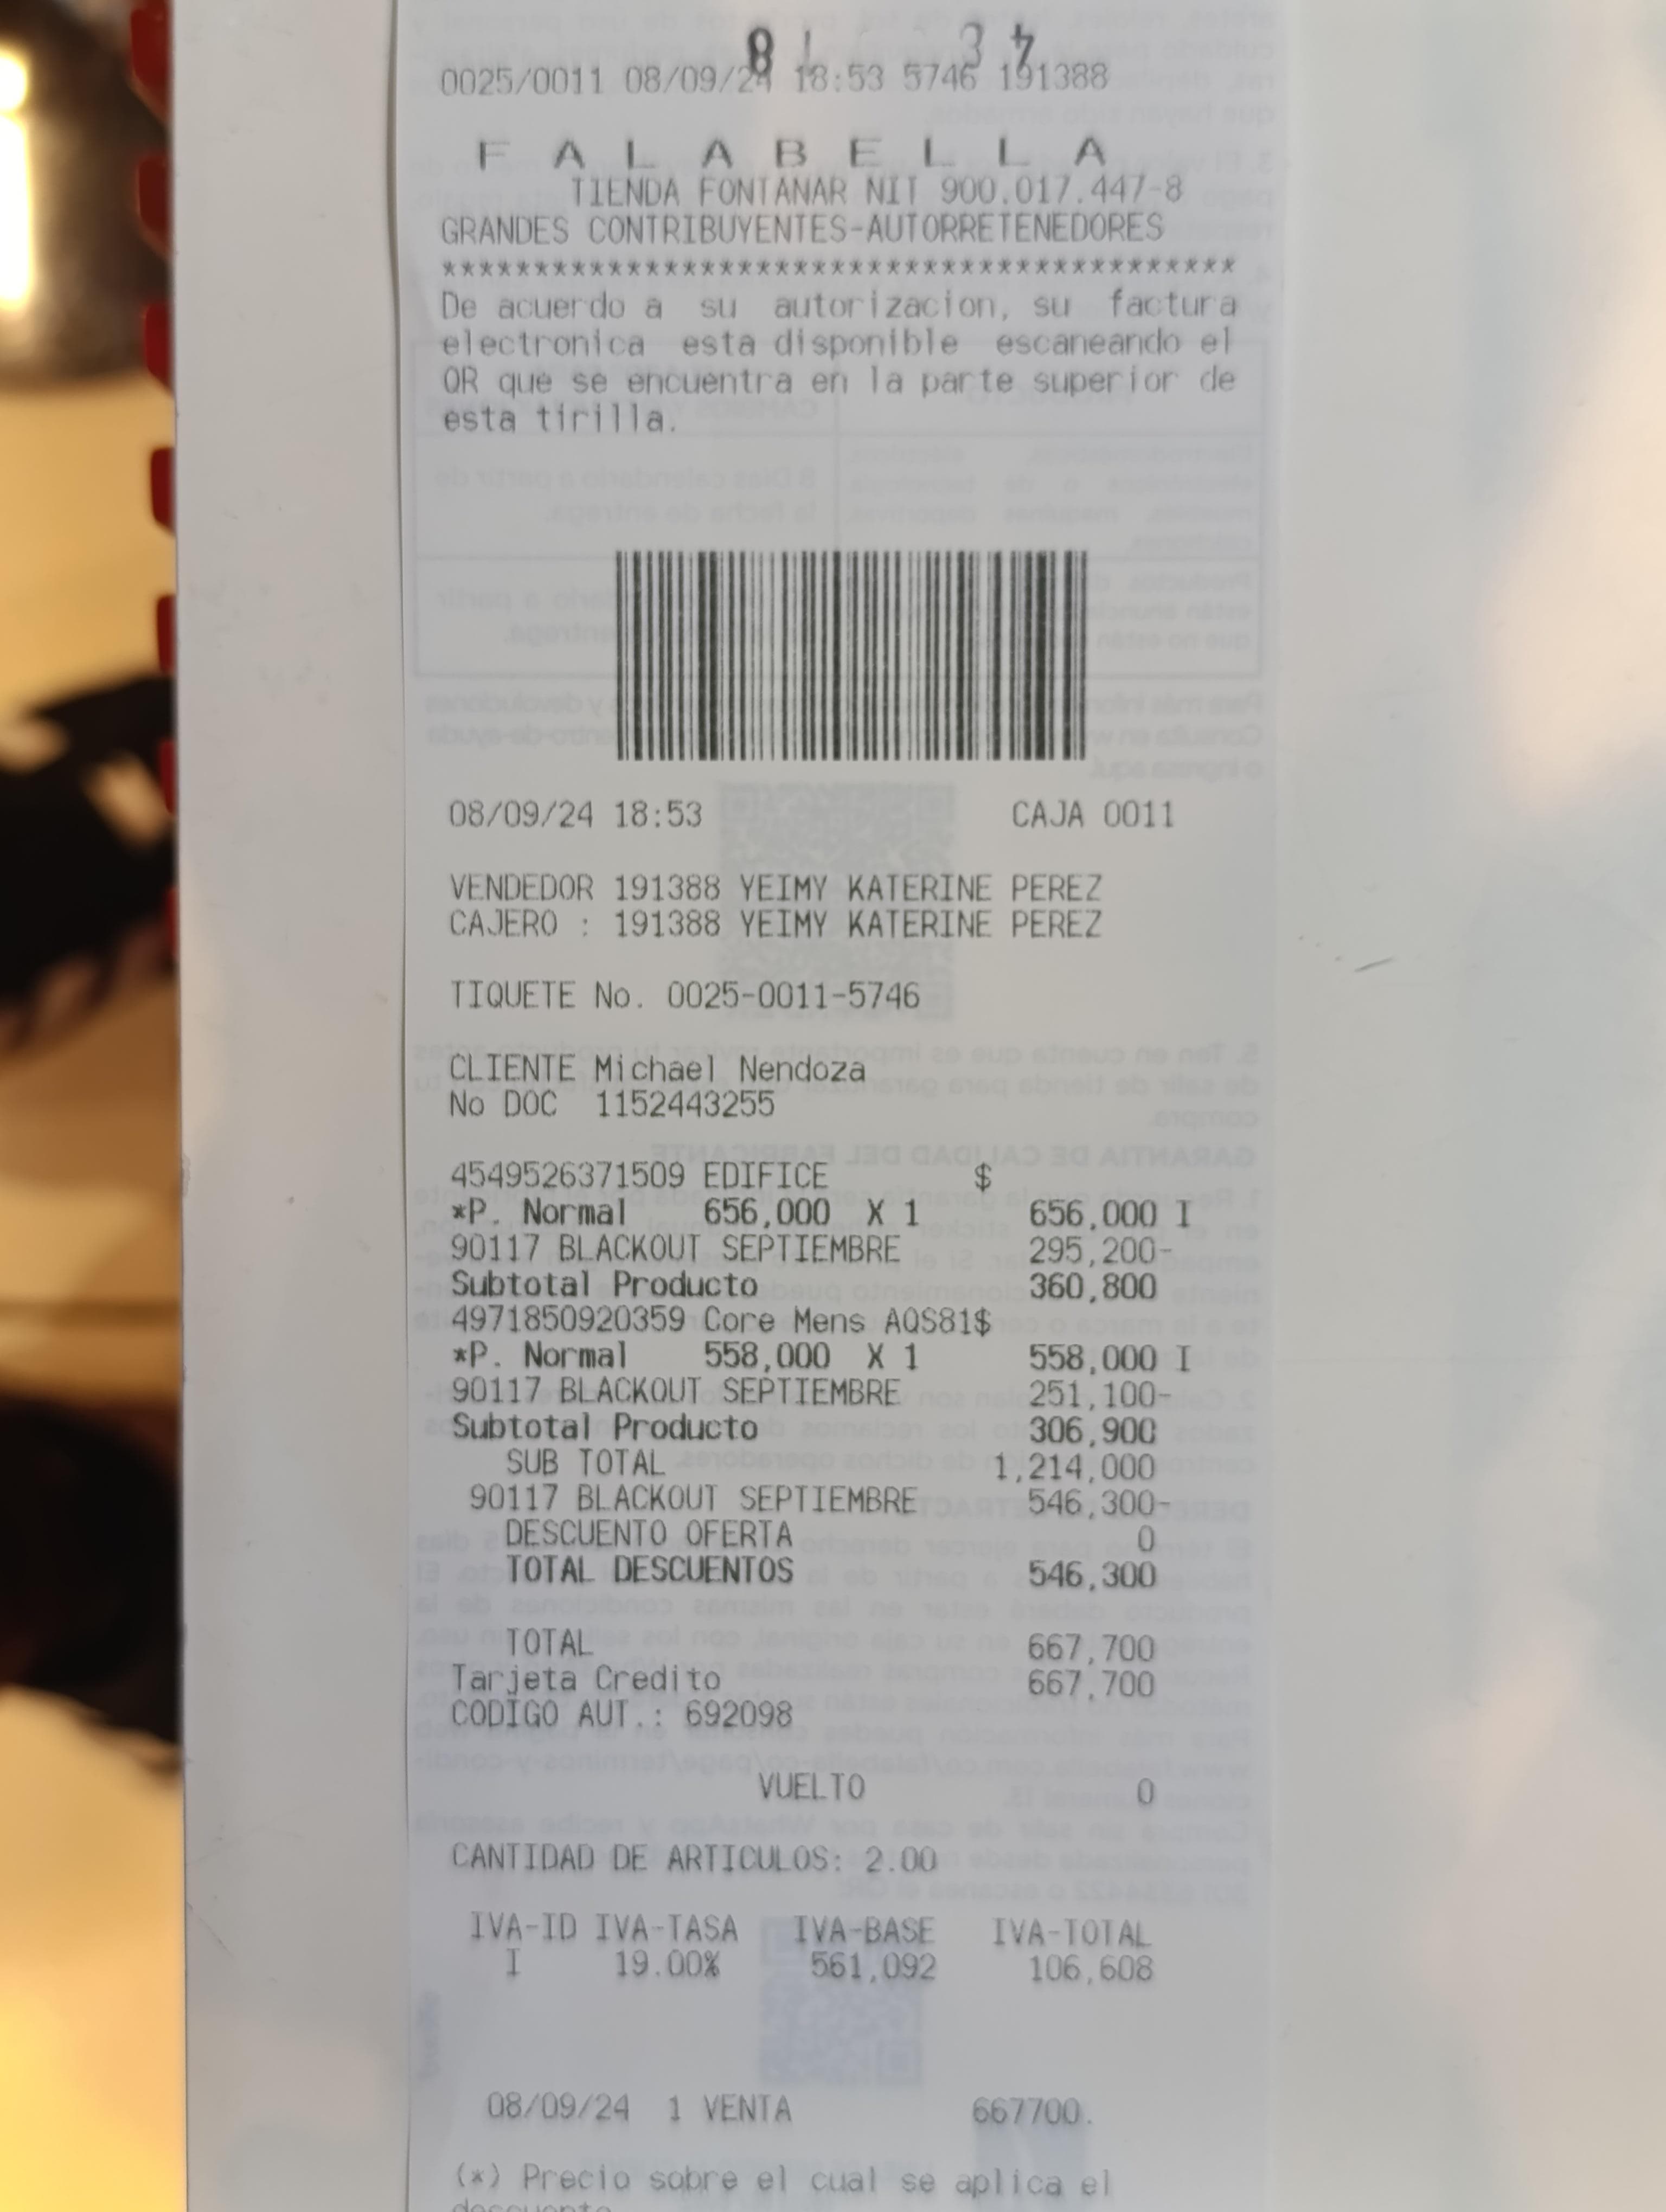 0025/0011 08/09/24 18:53 5746 191388
F A L A B E L L A
TIENDA FONTANAR NIT 900.017.447-8
GRANDES CONTRIBUYENTES-AUTORRETENEDORES
********************************************
De acuerdo a su autorizacion, su factura
electronica esta disponible escaneando el
QR que se encuentra en la parte superior de
esta tirilla.
08/09/24 18:53 CAJA 0011
VENDEDOR 191388 YEIMY KATERINE PEREZ
CAJERO : 191388 YEIMY KATERINE PEREZ
TIQUETE No. 0025-0011-5746
CLIENTE Michael Nendoza
No DOC 1152443255
4549526371509 EDIFICE $
*P. Normal 656,000 X 1 656,000 I
90117 BLACKOUT SEPTIEMBRE 295,200-
Subtotal Producto 360,800
4971850920359 Core Mens AQS81$
*P. Normal 558,000 X 1 558,000 I
90117 BLACKOUT SEPTIEMBRE 251,100-
Subtotal Producto 306,900
SUB TOTAL 1,214,000
90117 BLACKOUT SEPTIEMBRE 546,300-
DESCUENTO OFERTA 0
TOTAL DESCUENTOS 546,300
TOTAL 667,700
Tarjeta Credito 667,700
CODIGO AUT.: 692098
VUELTO 0
CANTIDAD DE ARTICULOS: 2.00
IVA-ID IVA-TASA IVA-BASE IVA-TOTAL
I 19.00% 561,092 106,608
08/09/24 1 VENTA 667700.
(*) Precio sobre el cual se aplica el